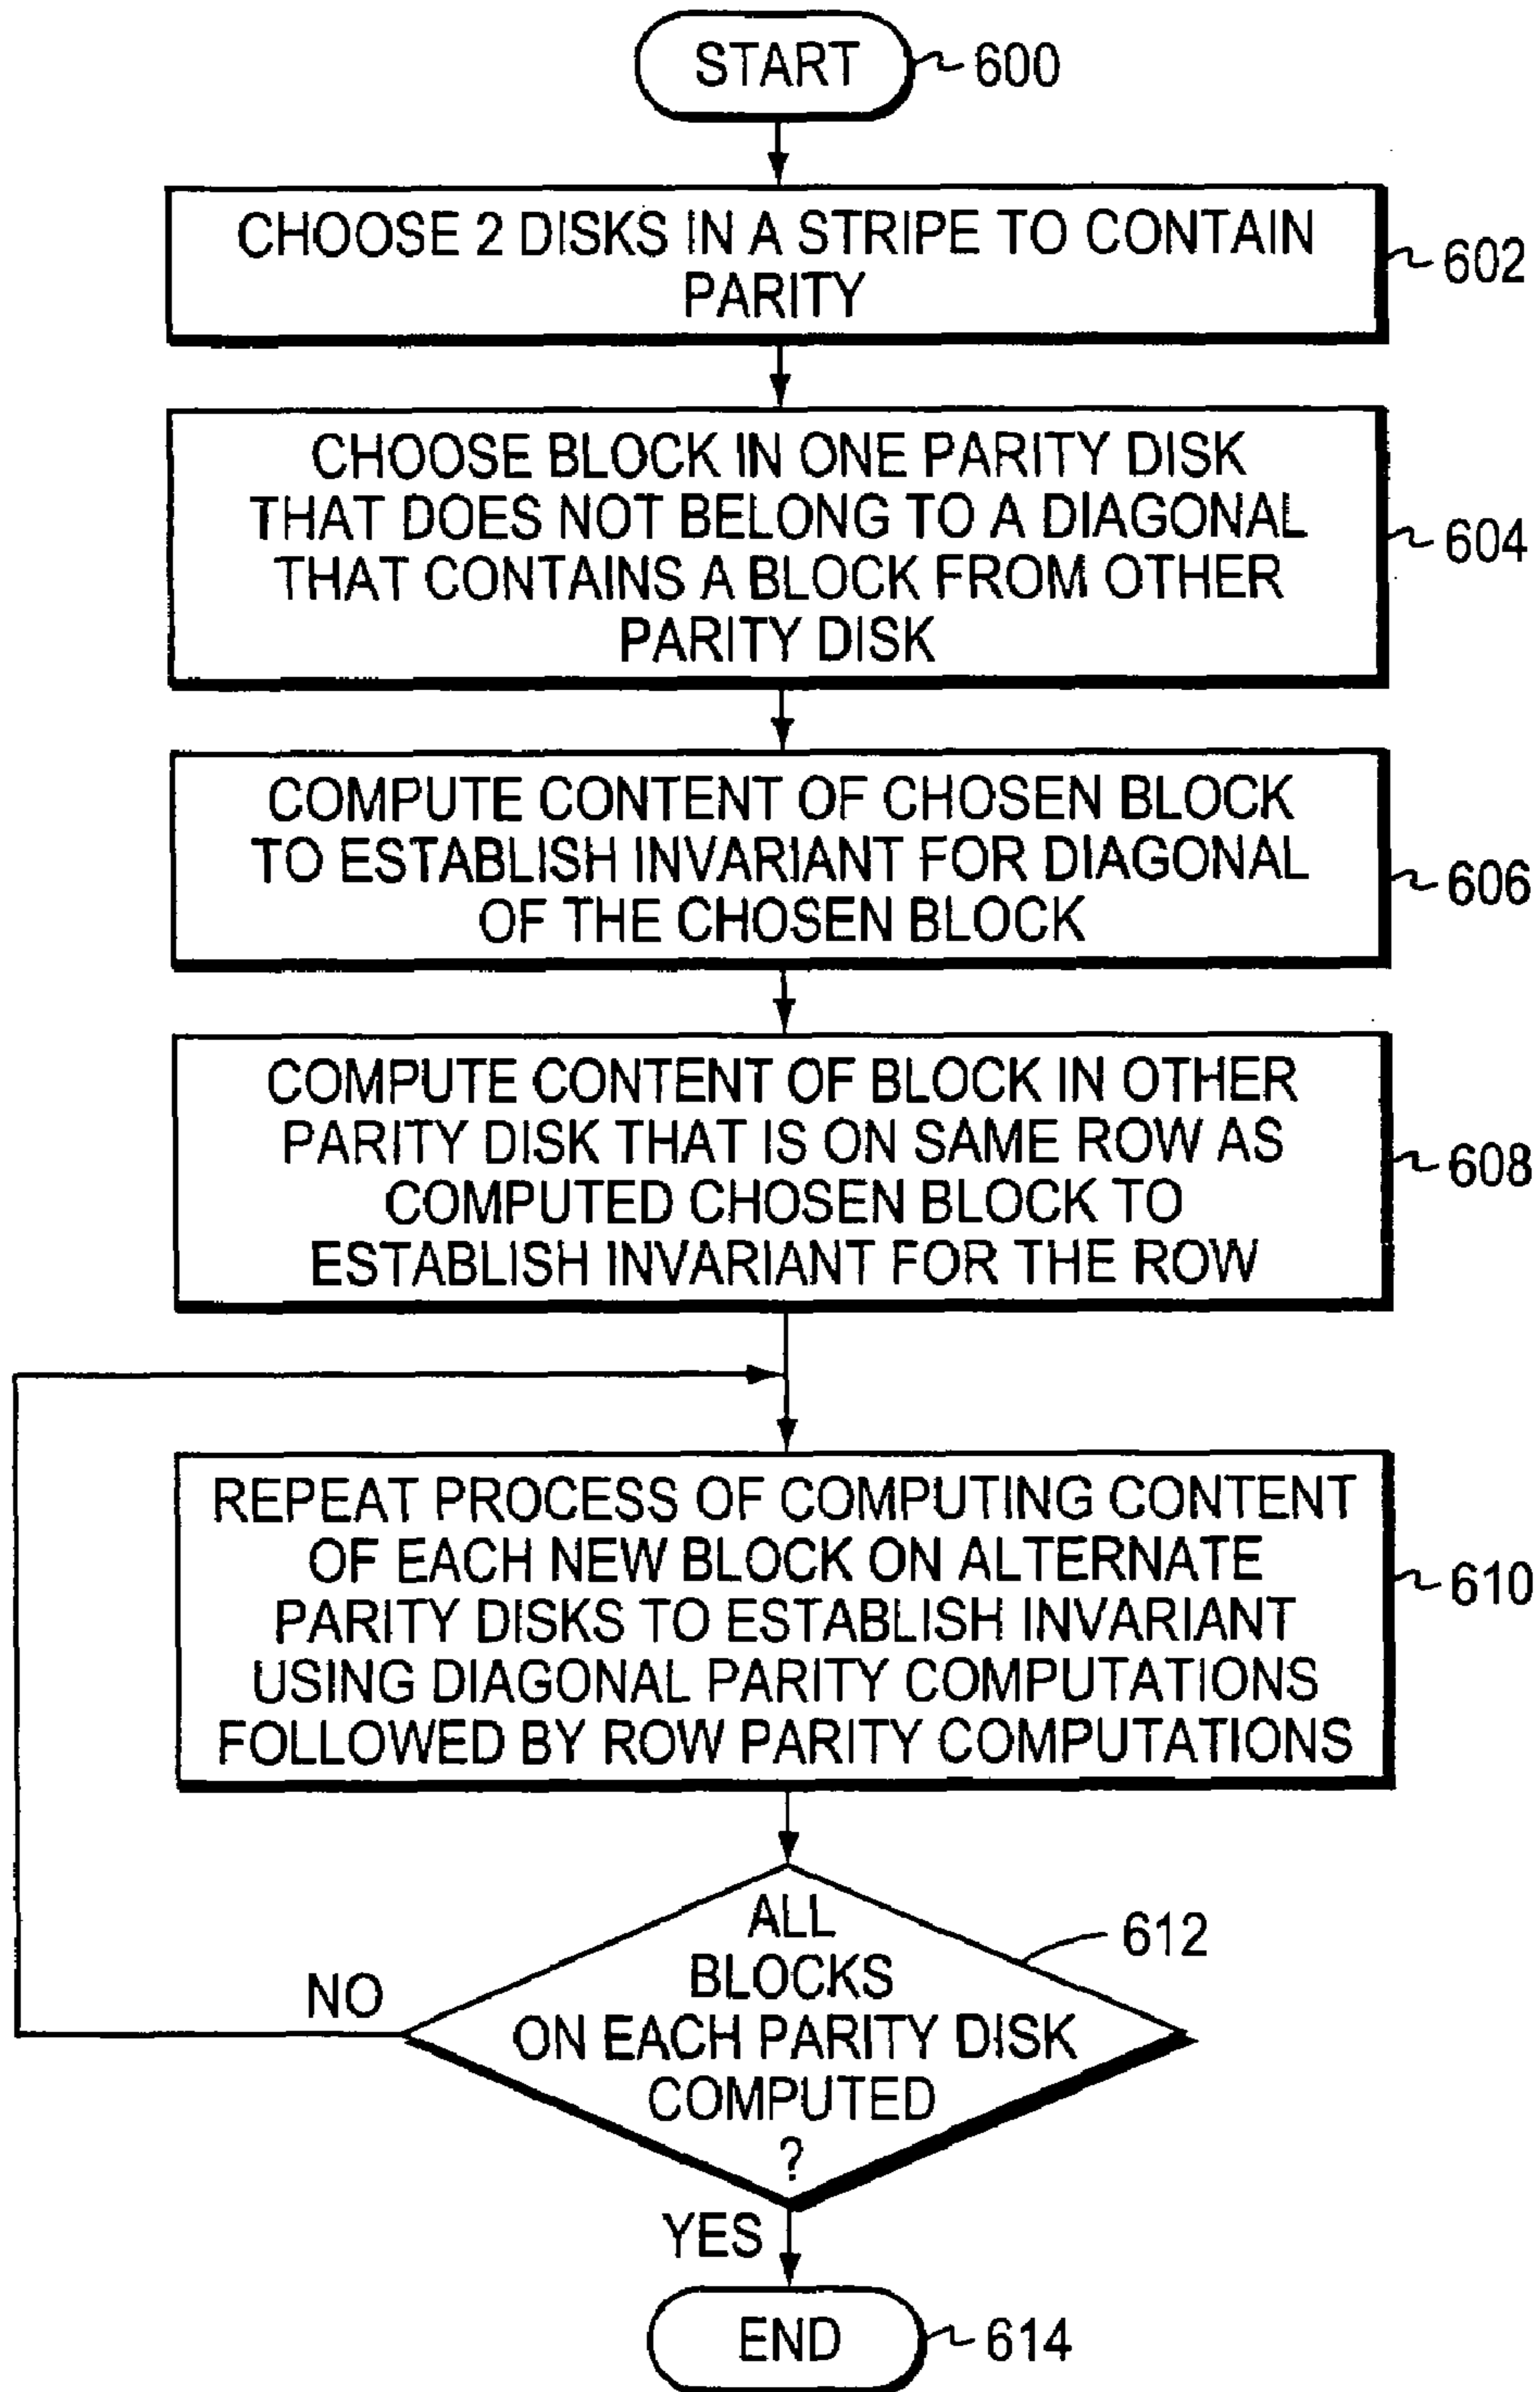 START
600
CHOOSE 2 DISKS IN A STRIPE TO CONTAIN
PARITY
602
CHOOSE BLOCK IN ONE PARITY DISK
THAT DOES NOT BELONG TO A DIAGONAL
THAT CONTAINS A BLOCK FROM OTHER
PARITY DISK
604
COMPUTE CONTENT OF CHOSEN BLOCK
TO ESTABLISH INVARIANT FOR DIAGONAL
OF THE CHOSEN BLOCK
606
COMPUTE CONTENT OF BLOCK IN OTHER
PARITY DISK THAT IS ON SAME ROW AS
COMPUTED CHOSEN BLOCK TO
ESTABLISH INVARIANT FOR THE ROW
608
REPEAT PROCESS OF COMPUTING CONTENT
OF EACH NEW BLOCK ON ALTERNATE
PARITY DISKS TO ESTABLISH INVARIANT
USING DIAGONAL PARITY COMPUTATIONS
FOLLOWED BY ROW PARITY COMPUTATIONS
610
ALL
BLOCKS
ON EACH PARITY DISK
COMPUTED
?
612
NO
YES
END
614